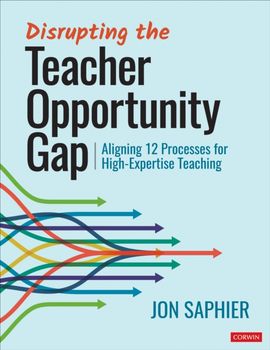 Disrupting the
Teacher
Opportunity
Gap
Aligning 12 Processes for
High-Expertise Teaching
JON SAPHIER
CORWIN